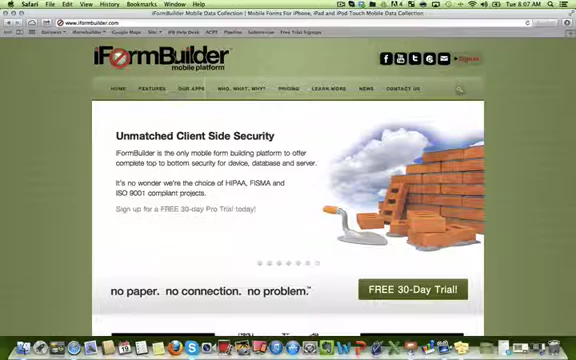 Safari File Edit View History Bookmarks Window Help
Tue 8:07 AM
iFormBuilder Mobile Data Collection | Mobile Forms For iPhone, iPad and iPod Touch Mobile Data Collection
www.iformbuilder.com
iFormBuilder
mobile platform
HOME FEATURES OUR APPS WHO, WHAT, WHY? PRICING LEARN MORE NEWS CONTACT US
Unmatched Client Side Security
iFormBuilder is the only mobile form building platform to offer
complete top to bottom security for device, database and server.
It's no wonder we're the choice of HIPAA, FISMA and
ISO 9001 compliant projects.
Sign up for a FREE 30-day Pro Trial today!
no paper. no connection. no problem.™
FREE 30-Day Trial!